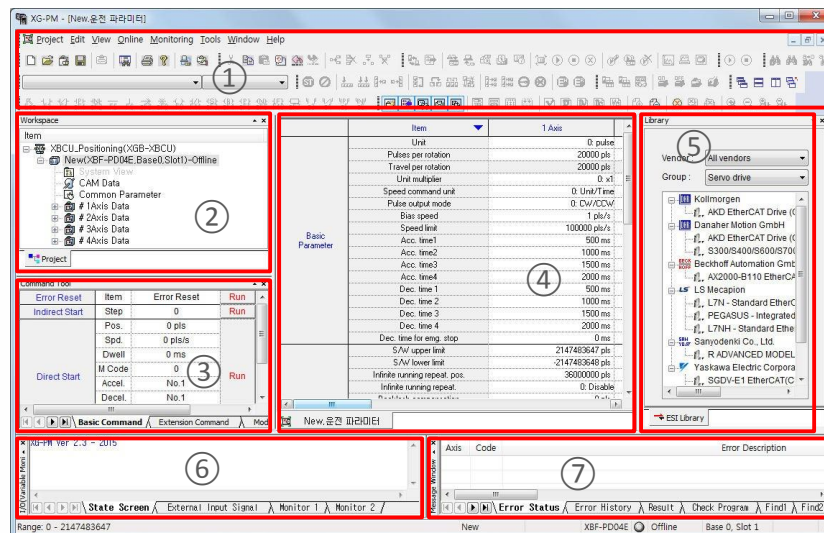 XG-PM - [New.운전 파라미터]
Project Edit View Online Monitoring Tools Window Help
①
Workspace
Item
XBCU_Positioning(XGB-XBCU)
New(XBF-PD04E,Base0,Slot1)-Offline
System View
CAM Data
Common Parameter
# 1Axis Data
# 2Axis Data
# 3Axis Data
# 4Axis Data
②
Project
Command Tool
Error Reset Item Error Reset Run
Indirect Start Step 0 Run
Pos. 0 pls
Spd. 0 pls/s
Dwell 0 ms
Direct Start M Code 0 Run
Accel. No.1
Decel. No.1
③
Basic Command Extension Command Mod
Item 1 Axis
Basic Parameter
Unit 0: pulse
Pulses per rotation 20000 pls
Travel per rotation 20000 pls
Unit multiplier 0: x1
Speed command unit 0: Unit/Time
Pulse output mode 0: CW/CCW
Bias speed 1 pls/s
Speed limit 100000 pls/s
Acc. time1 500 ms
Acc. time2 1000 ms
Acc. time3 1500 ms
Acc. time4 2000 ms
Dec. time 1 500 ms
Dec. time 2 1000 ms
Dec. time 3 1500 ms
Dec. time 4 2000 ms
Dec. time for emg. stop 0 ms
S/W upper limit 2147483647 pls
S/W lower limit -2147483648 pls
Infinite running repeat. pos. 36000000 pls
Infinite running repeat. 0: Disable
④
New.운전 파라미터
Library
⑤
Vendor : All vendors
Group : Servo drive
Kollmorgen
AKD EtherCAT Drive (C
Danaher Motion GmbH
AKD EtherCAT Drive (C
S300/S400/S600/S700
Beckhoff Automation Gmb
AX2000-B110 EtherCA
LS Mecapion
L7N - Standard EtherC
PEGASUS - Integrated
L7NH - Standard Ethe
Sanyodenki Co., Ltd.
R ADVANCED MODEL
Yaskawa Electric Corpora
SGDV-E1 EtherCAT(C
ESI Library
XG-PM Ver 2.3 - 2015
⑥
I/O(Variable Moni
State Screen External Input Signal Monitor 1 Monitor 2
Message Window
Axis Code Error Description
⑦
Error Status Error History Result Check Program Find1 Find2
Range: 0 - 2147483647 New XBF-PD04E Offline Base 0, Slot 1